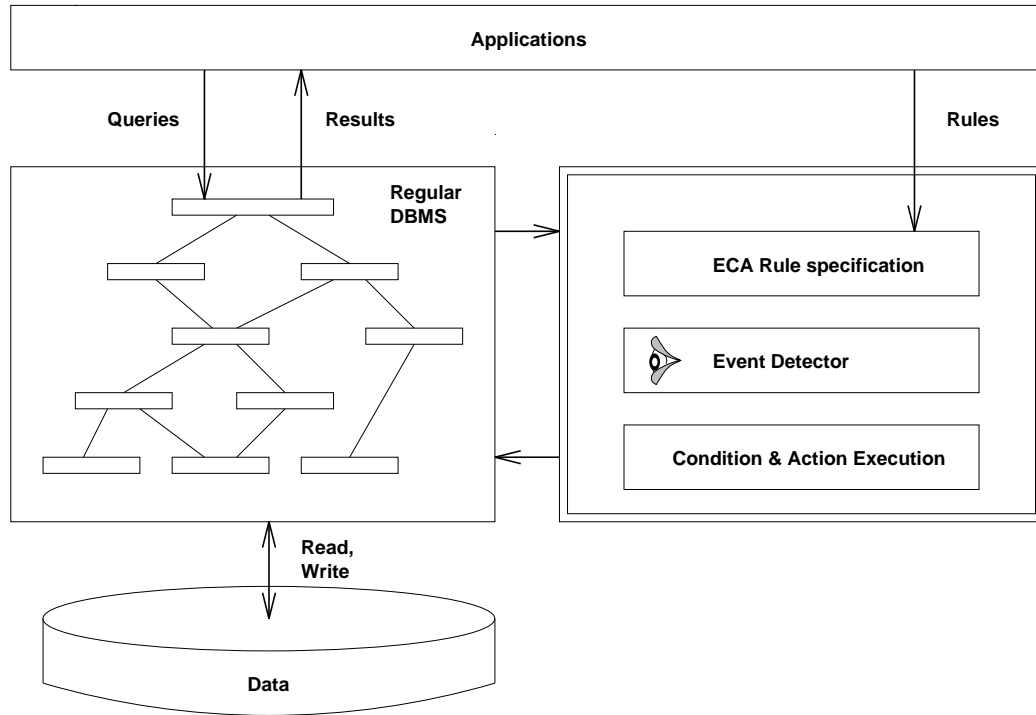 Applications
Queries
Results
Rules
Regular
DBMS
ECA Rule specification
Event Detector
Condition & Action Execution
Read,
Write
Data